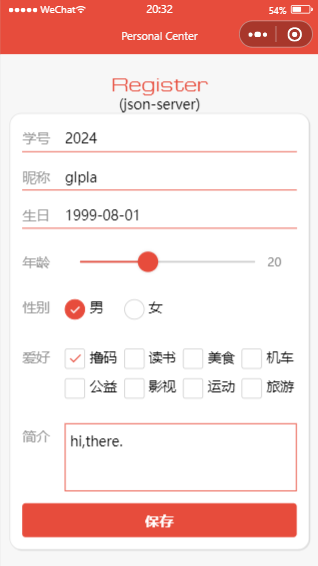 WeChat 20:32 54%
Personal Center
Register
(json-server)
学号 2024
昵称 glpla
生日 1999-08-01
年龄 20
性别 男 女
爱好 撸码 读书 美食 机车
公益 影视 运动 旅游
简介 hi,there.
保存